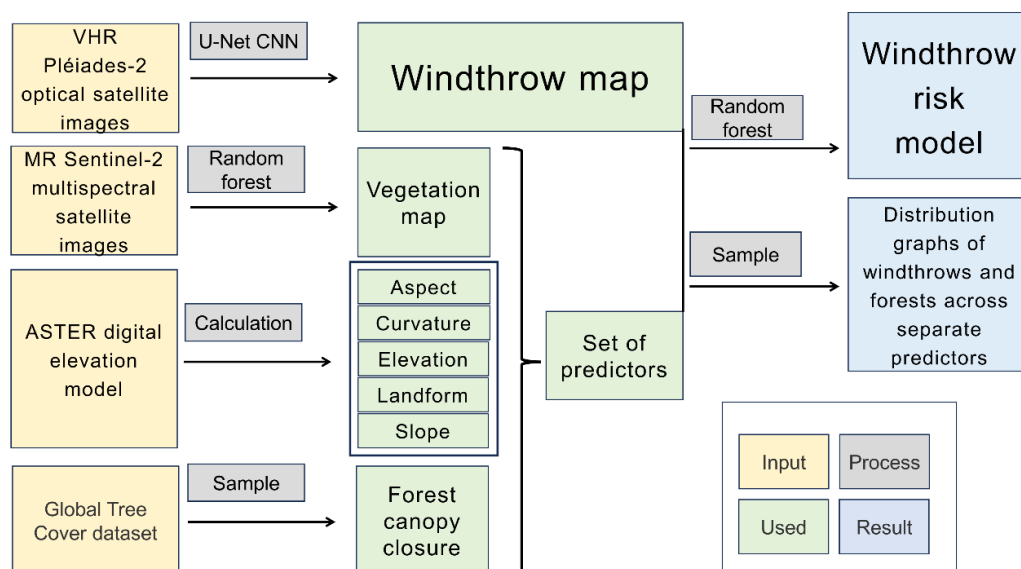 VHR
Pléiades-2
optical satellite
images
U-Net CNN
Windthrow map
Random
forest
Windthrow
risk
model
MR Sentinel-2
multispectral
satellite
images
Random
forest
Vegetation
map
Sample
Distribution
graphs of
windthrows and
forests across
separate
predictors
ASTER digital
elevation
model
Calculation
Aspect
Curvature
Elevation
Landform
Slope
Set of
predictors
Global Tree
Cover dataset
Sample
Forest
canopy
closure
Input
Process
Used
Result